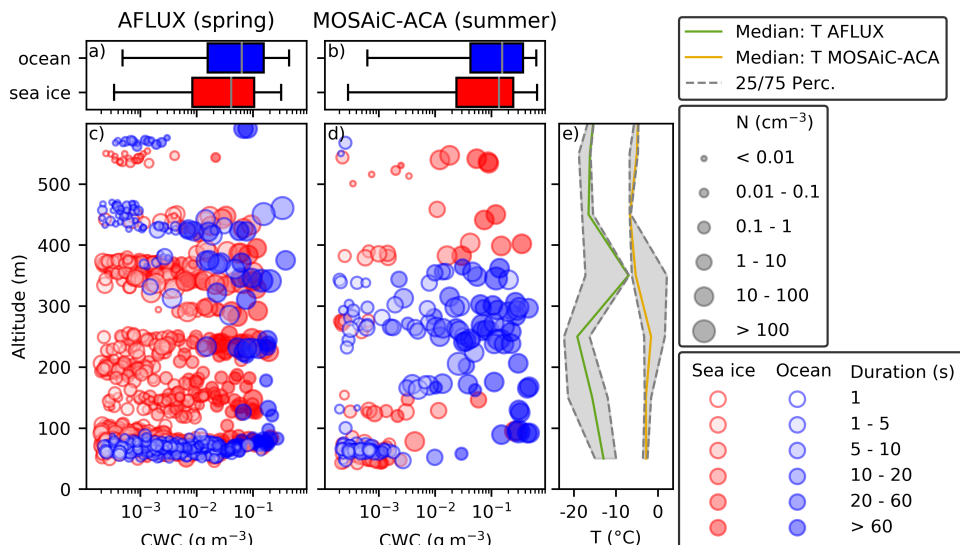 AFLUX (spring)
MOSAiC-ACA (summer)
a)
b)
ocean
sea ice
c)
d)
e)
Altitude (m)
500
400
300
200
100
0
10⁻³ 10⁻² 10⁻¹
CWC (g m⁻³)
10⁻³ 10⁻² 10⁻¹
CWC (g m⁻³)
-20 -10 0
T (°C)
Median: T AFLUX
Median: T MOSAiC-ACA
25/75 Perc.
N (cm⁻³)
< 0.01
0.01 - 0.1
0.1 - 1
1 - 10
10 - 100
> 100
Sea ice Ocean Duration (s)
1
1 - 5
5 - 10
10 - 20
20 - 60
> 60